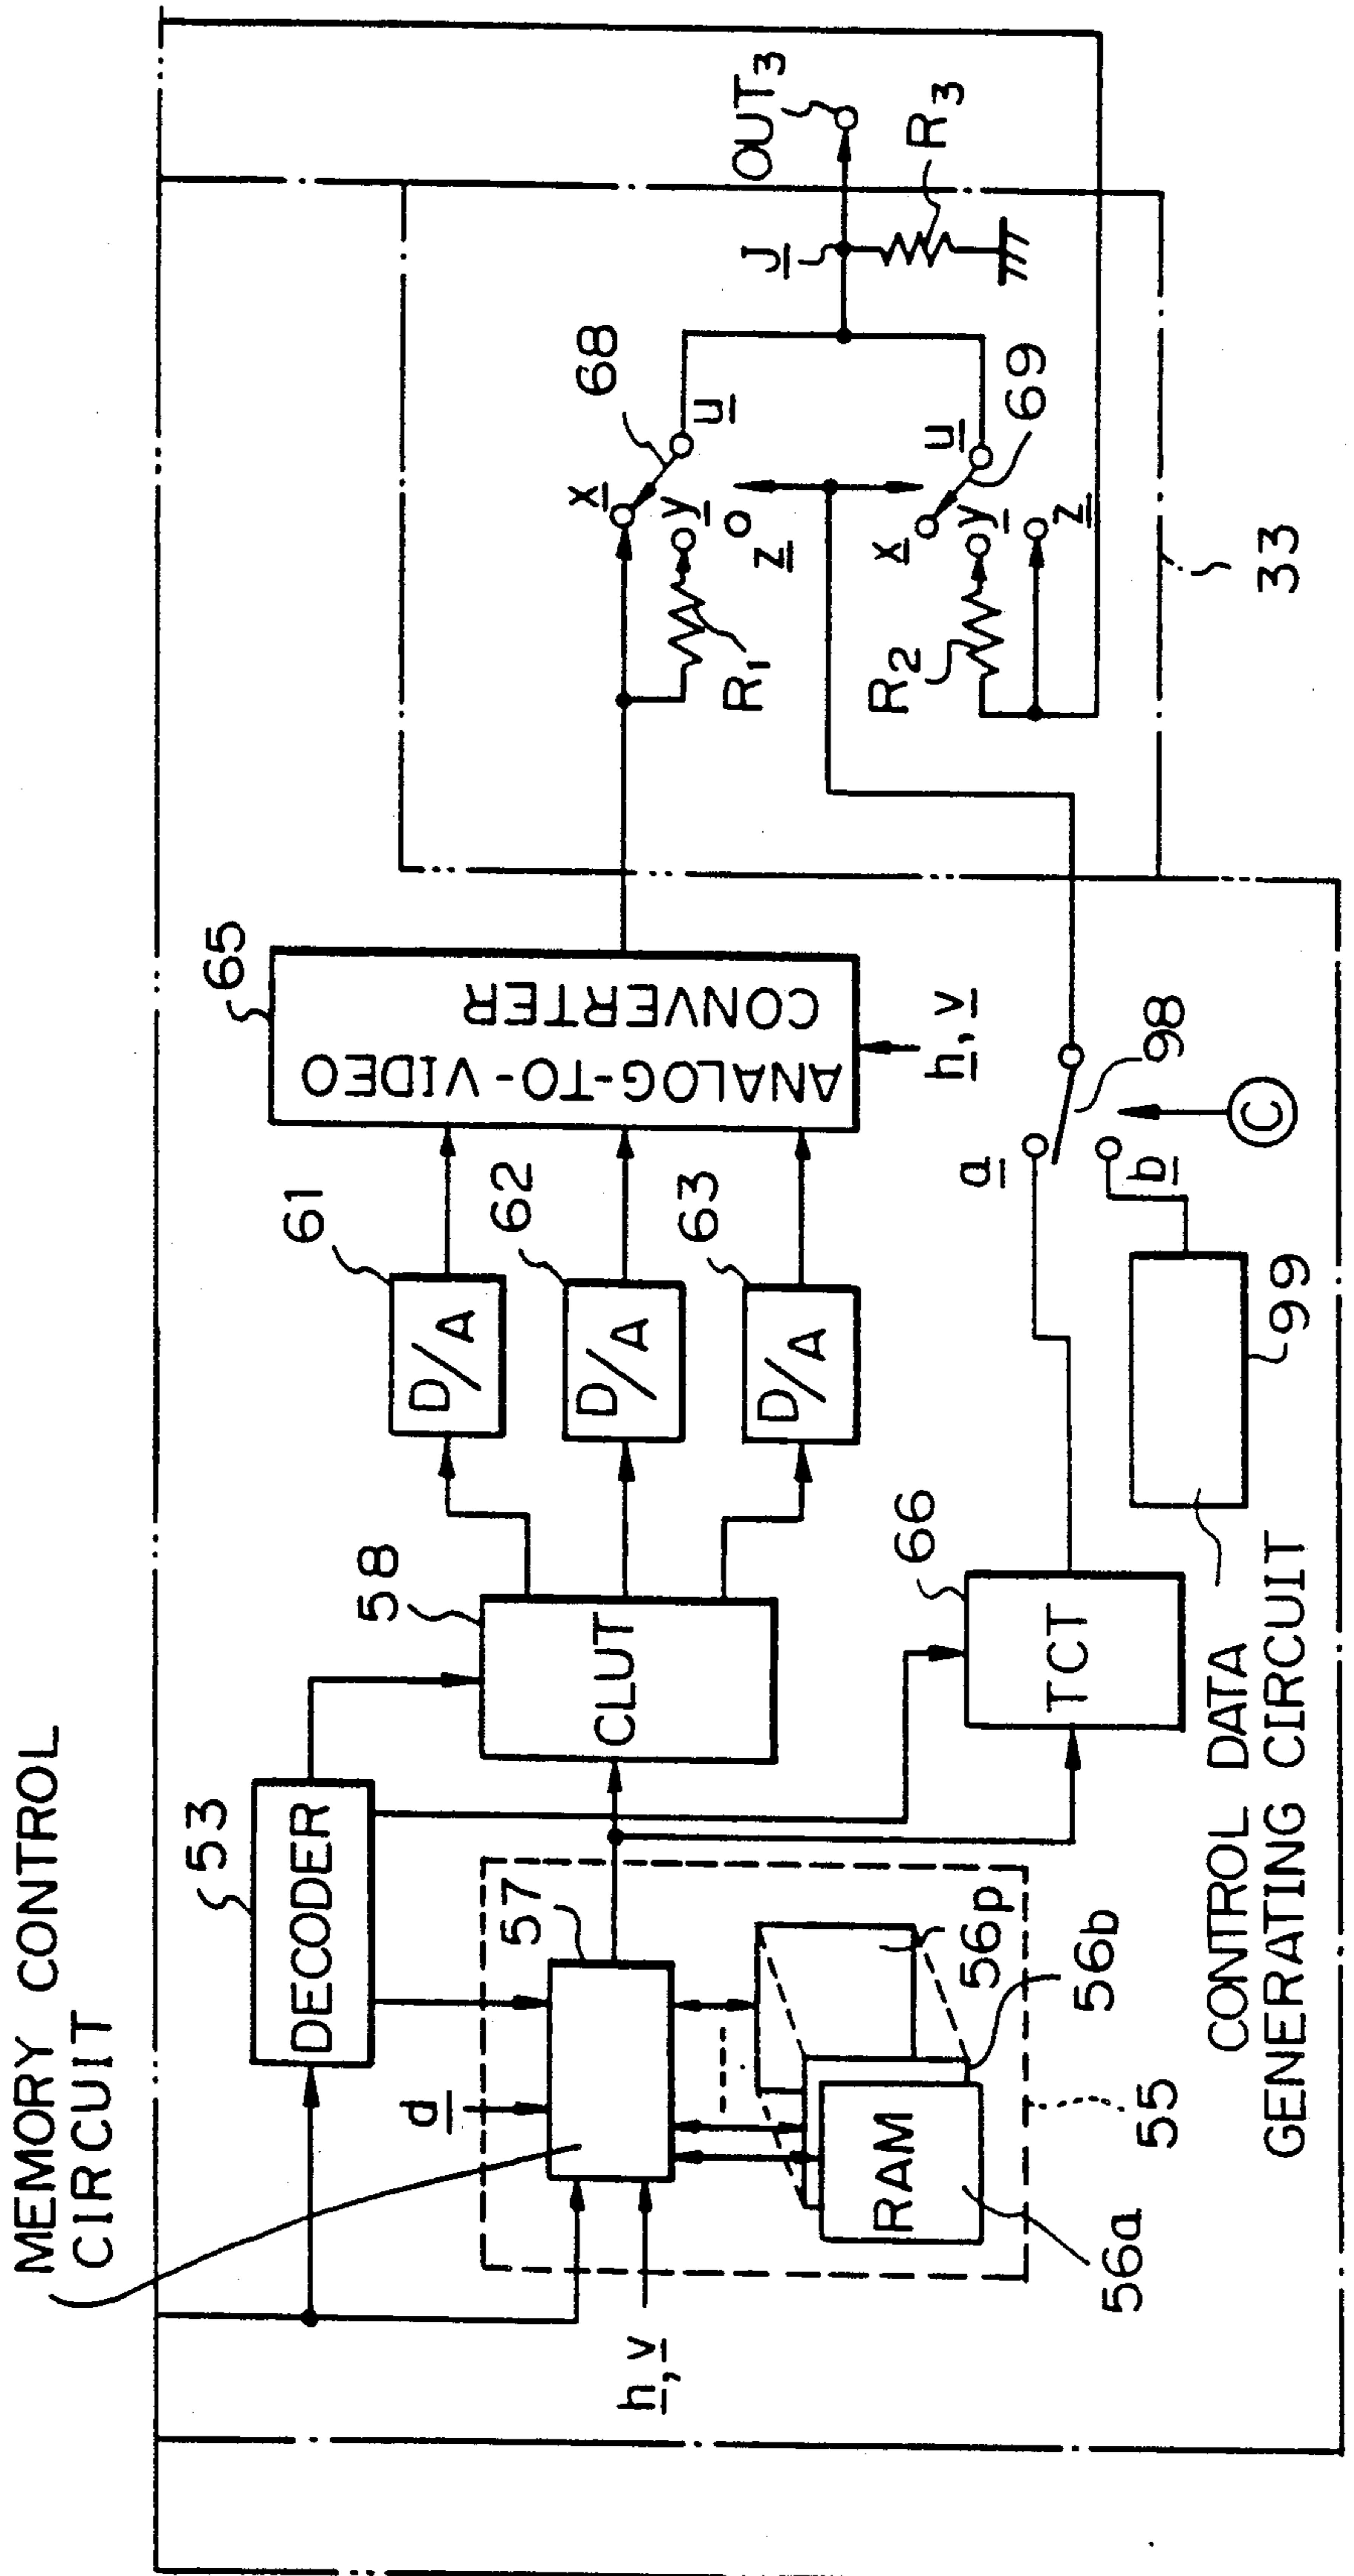 MEMORY CONTROL
CIRCUIT
53
DECODER
d
h, v
57
RAM
56a
56b
56p
55
58
CLUT
66
TCT
61
D/A
62
D/A
63
D/A
65
ANALOG-TO-VIDEO
CONVERTER
h, v
a
b
98
C
99
CONTROL DATA
GENERATING CIRCUIT
x
y
z
u
68
R1
x
y
z
u
69
R2
J
R3
OUT3
33